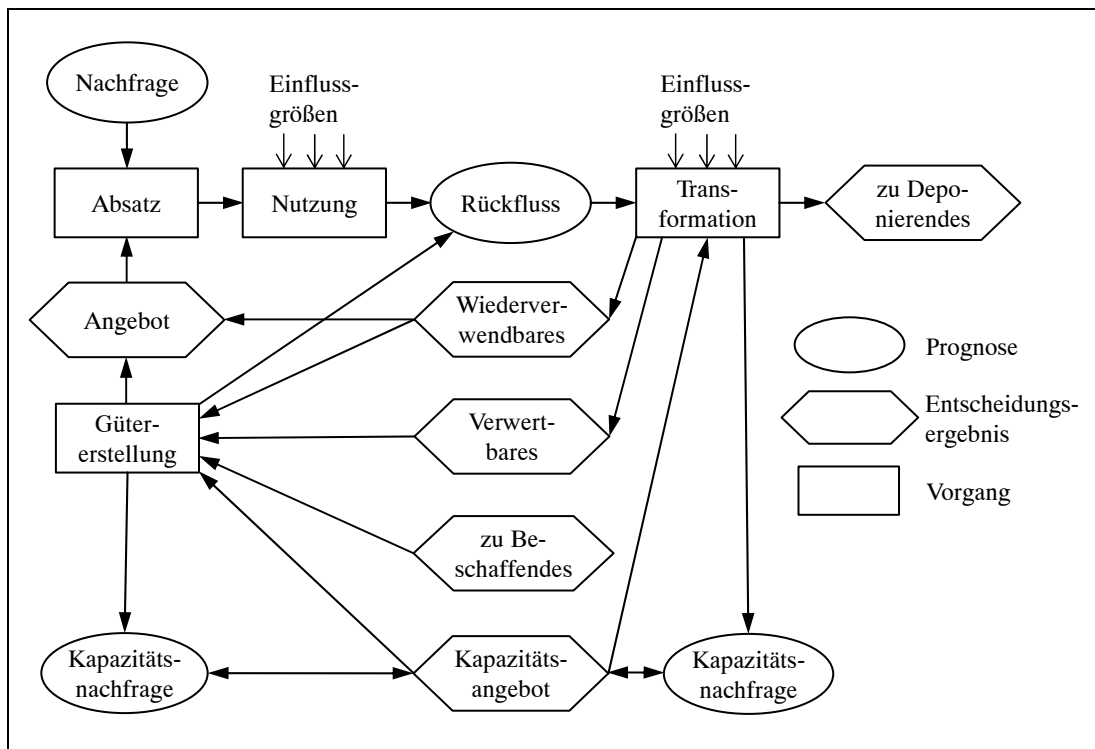 Nachfrage
Einfluss-
größen
Einfluss-
größen
Absatz
Nutzung
Rückfluss
Trans-
formation
zu Depo-
nierendes
Angebot
Wiederver-
wendbares
Prognose
Güter-
erstellung
Verwert-
bares
Entscheidungs-
ergebnis
Vorgang
zu Be-
schaffendes
Kapazitäts-
nachfrage
Kapazitäts-
angebot
Kapazitäts-
nachfrage